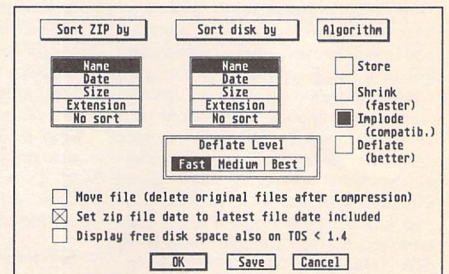 Sort ZIP by Sort disk by Algorithm
Name Name Store
Date Date
Size Size Shrink
Extension Extension (faster)
No sort No sort Implode
(compatib.)
Deflate Level Deflate
Fast Medium Best (better)
Move file (delete original files after compression)
Set zip file date to latest file date included
Display free disk space also on TOS < 1.4
OK Save Cancel